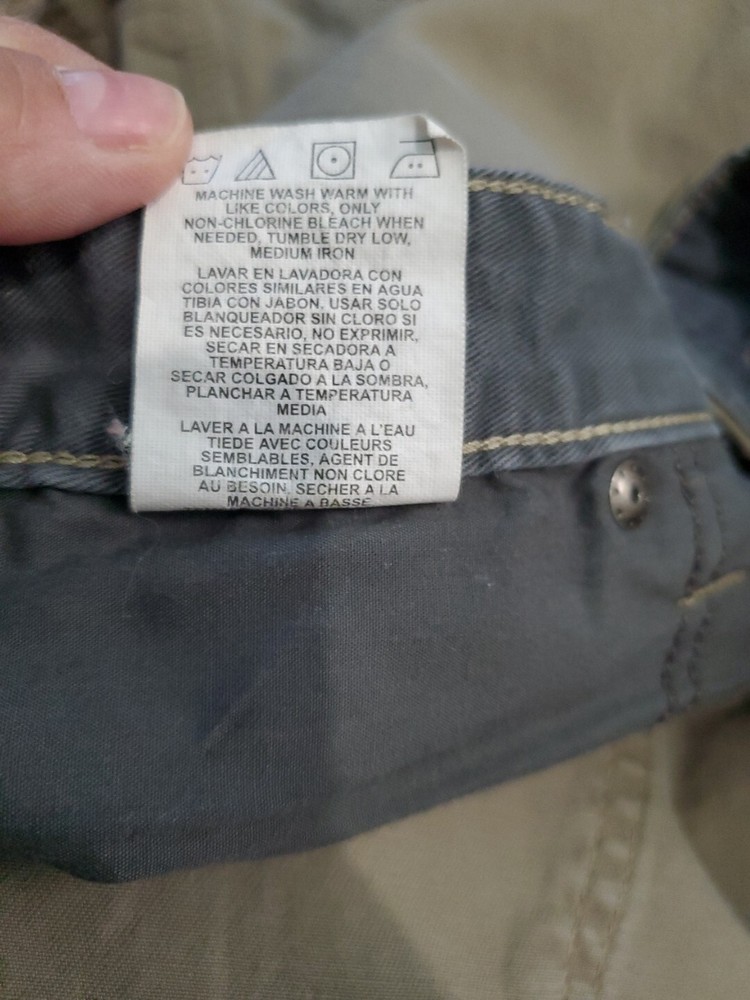 MACHINE WASH WARM WITH
LIKE COLORS, ONLY
NON-CHLORINE BLEACH WHEN
NEEDED, TUMBLE DRY LOW,
MEDIUM IRON
LAVAR EN LAVADORA CON
COLORES SIMILARES EN AGUA
TIBIA CON JABON. USAR SOLO
BLANQUEADOR SIN CLORO SI
ES NECESARIO, NO EXPRIMIR,
SECAR EN SECADORA A
TEMPERATURA BAJA O
SECAR COLGADO A LA SOMBRA,
PLANCHAR A TEMPERATURA
MEDIA
LAVER A LA MACHINE A L'EAU
TIEDE AVEC COULEURS
SEMBLABLES, AGENT DE
BLANCHIMENT NON CLORE
AU BESOIN, SECHER A LA
MACHINE A BASSE